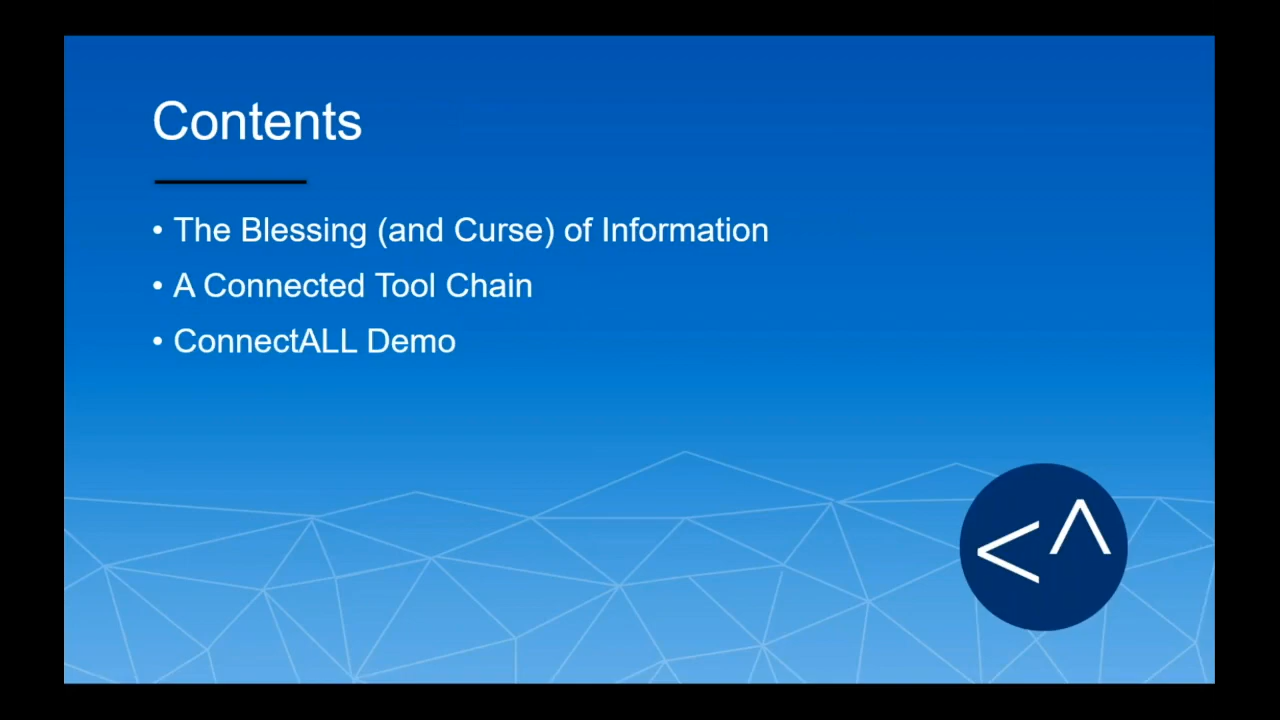 Contents
• The Blessing (and Curse) of Information
• A Connected Tool Chain
• ConnectALL Demo